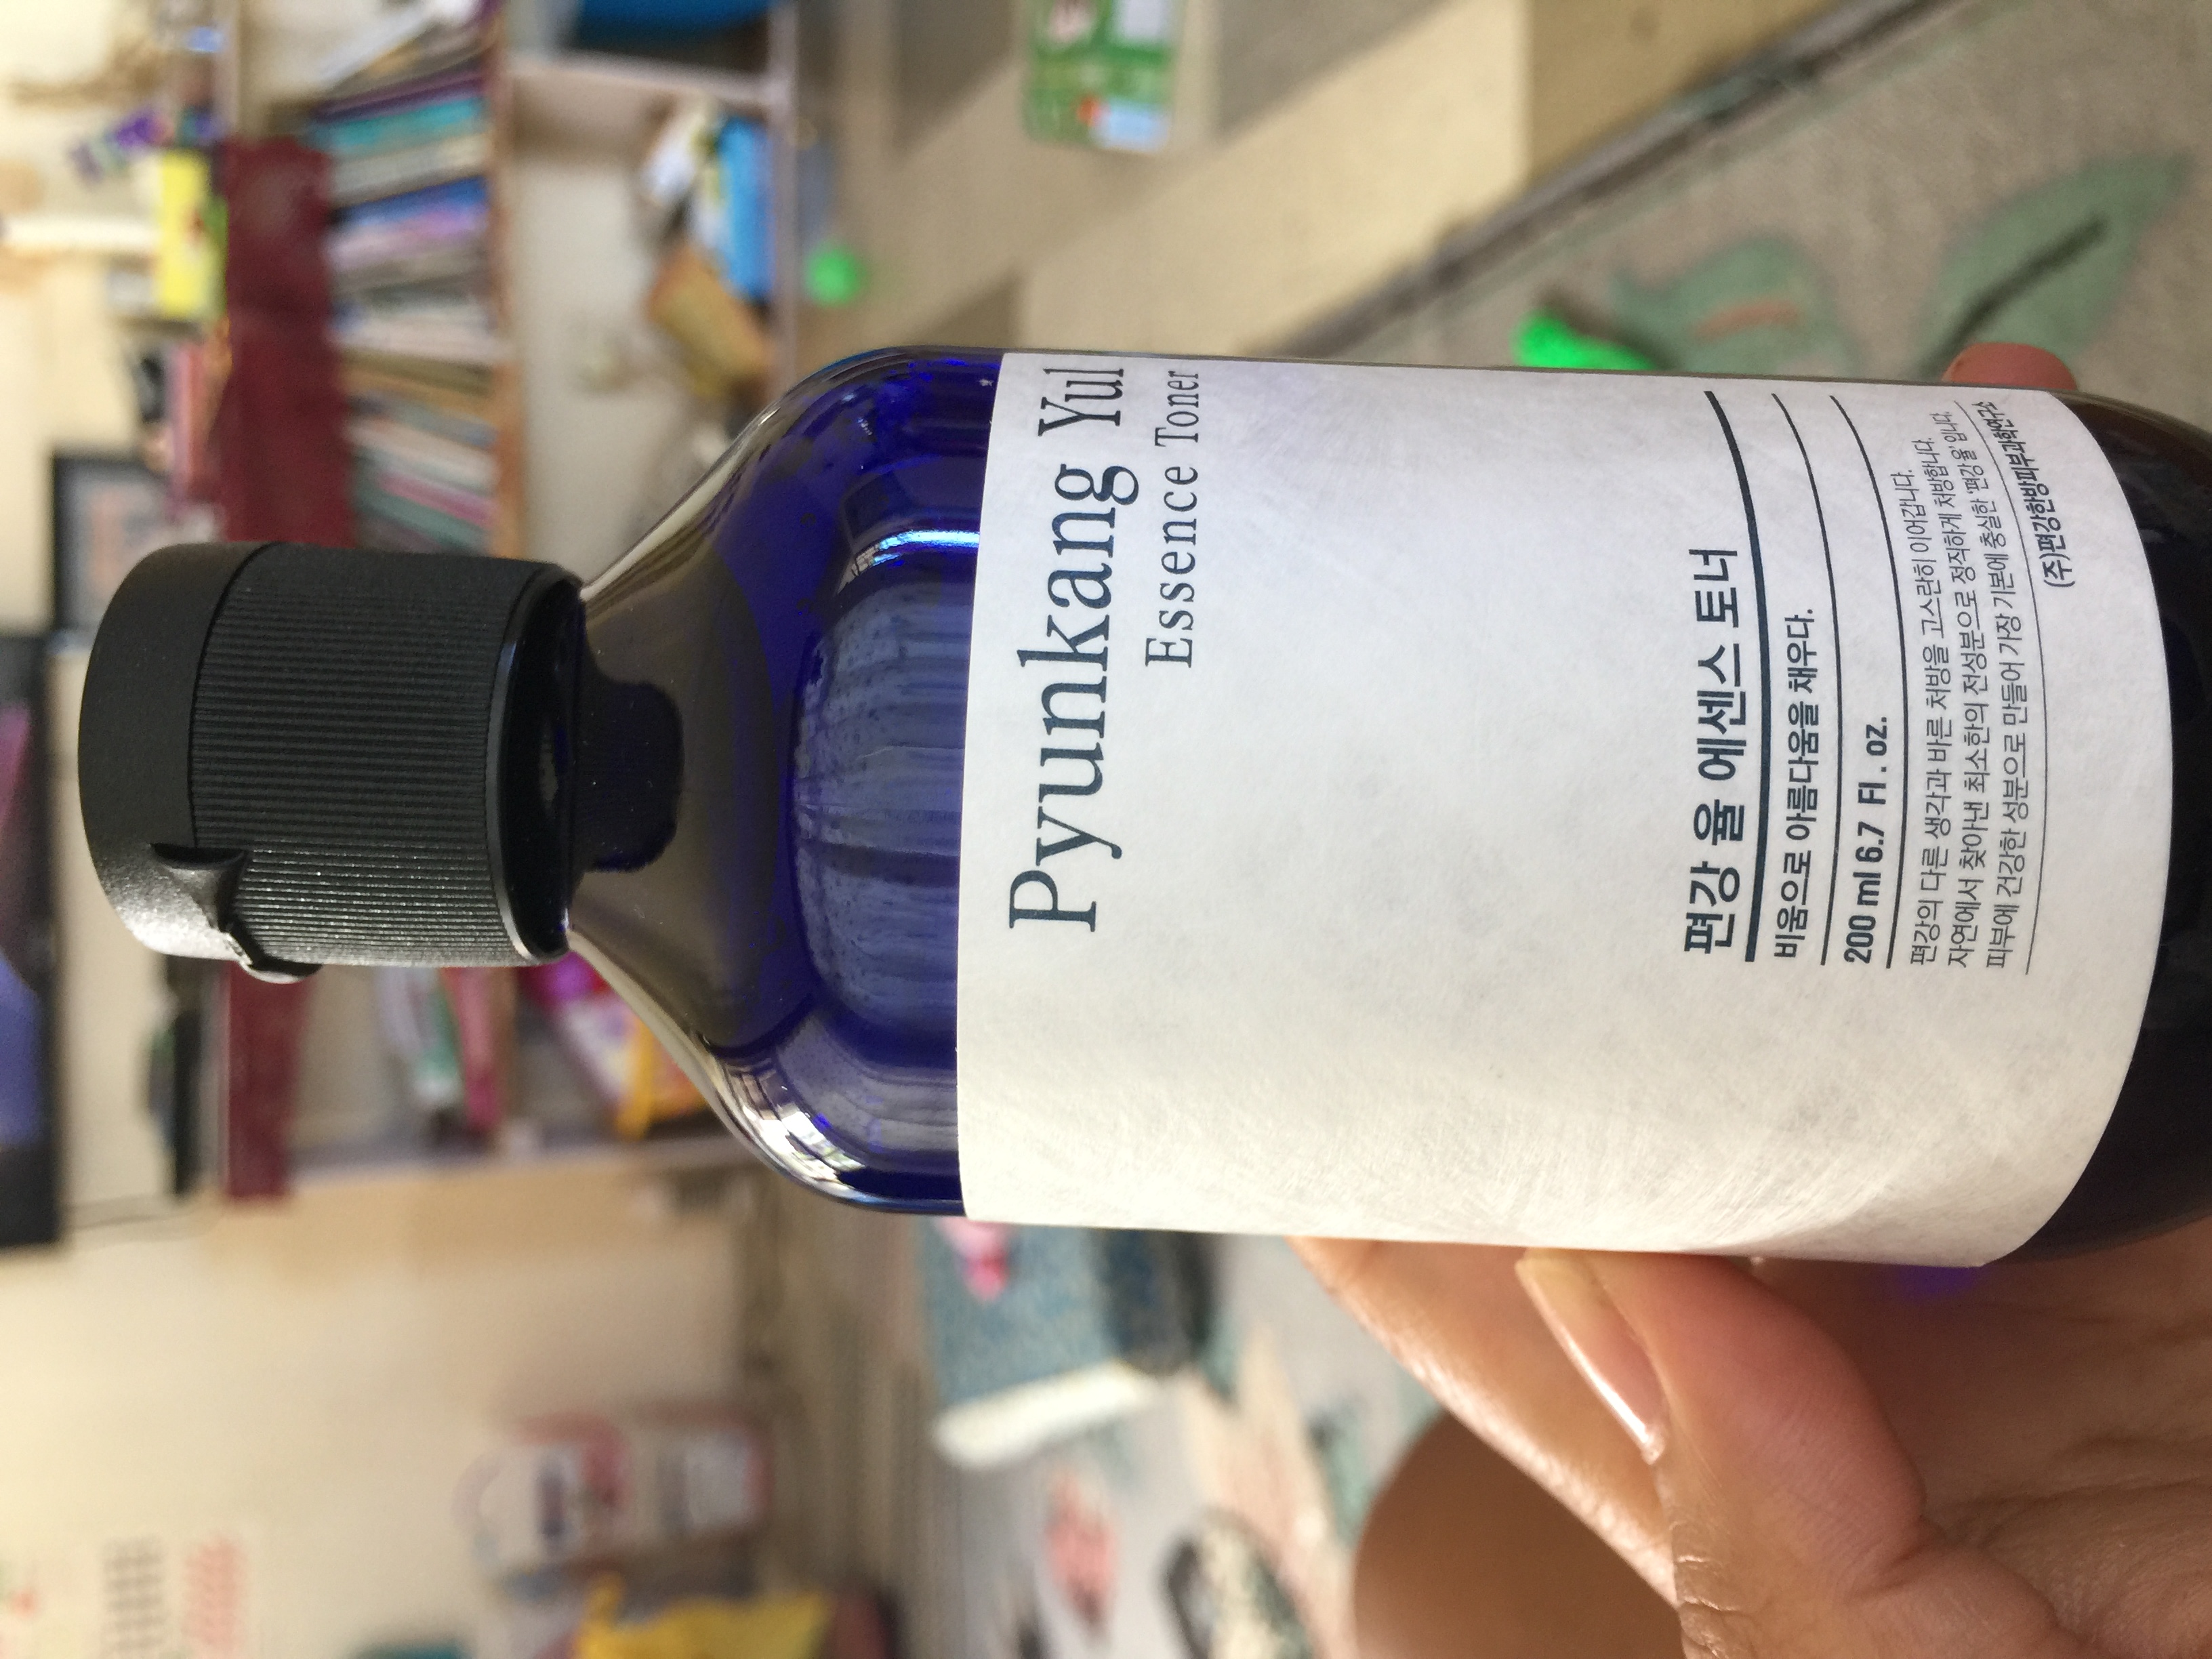 Pyunkang Yul
Essence Toner
편강 율 에센스 토너
비움으로 아름다움을 채우다.
200 ml 6.7 Fl . oz.
편강의 다른 생각과 바른 처방을 고스란히 이어갑니다.
자연에서 찾아낸 최소한의 전성분으로 정직하게 처방합니다.
피부에 건강한 성분으로 만들어 가장 기본에 충실한 '편강 율' 입니다.
(주)편강한방피부과학연구소